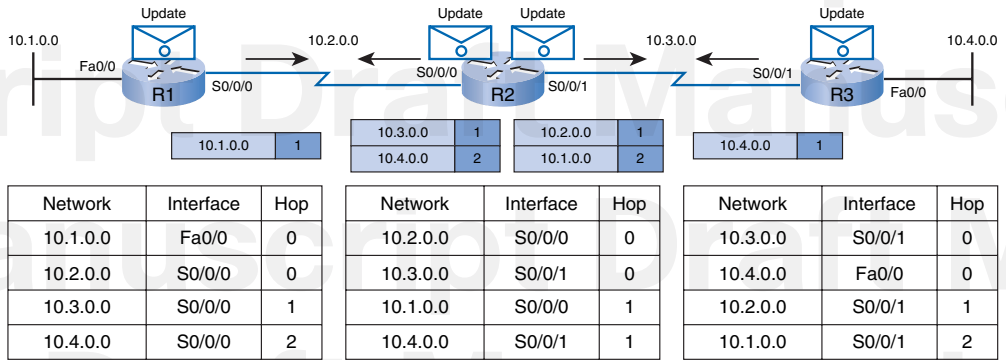 Update Update Update Update
10.1.0.0 10.2.0.0 10.3.0.0 10.4.0.0
Fa0/0 S0/0/0 S0/0/0 S0/0/1 S0/0/1 Fa0/0
R1 R2 R3
10.1.0.0 1
10.3.0.0 1
10.4.0.0 2
10.2.0.0 1
10.1.0.0 2
10.4.0.0 1
Network Interface Hop
10.1.0.0 Fa0/0 0
10.2.0.0 S0/0/0 0
10.3.0.0 S0/0/0 1
10.4.0.0 S0/0/0 2
Network Interface Hop
10.2.0.0 S0/0/0 0
10.3.0.0 S0/0/1 0
10.1.0.0 S0/0/0 1
10.4.0.0 S0/0/1 1
Network Interface Hop
10.3.0.0 S0/0/1 0
10.4.0.0 Fa0/0 0
10.2.0.0 S0/0/1 1
10.1.0.0 S0/0/1 2